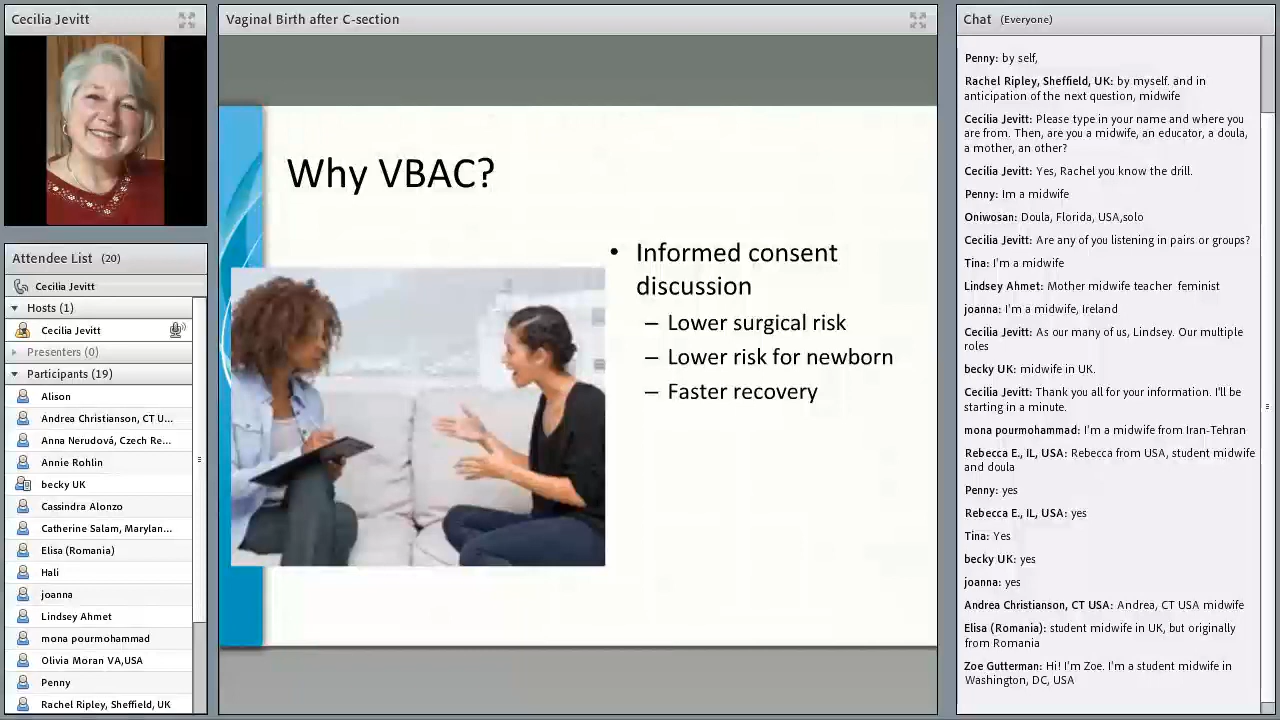 Cecilia Jevitt
Attendee List (20)
Cecilia Jevitt
Hosts (1)
Cecilia Jevitt
Presenters (0)
Participants (19)
Alison
Andrea Christianson, CT U...
Anna Nerudová, Czech Re...
Annie Rohlin
becky UK
Cassandra Alonzo
Catherine Salam, Marylan...
Elisa (Romania)
Hali
joanna
Lindsey Ahmet
mona pourmohammad
Olivia Moran VA,USA
Penny
Rachel Ripley, Sheffield, UK
Vaginal Birth after C-section
Why VBAC?
• Informed consent
discussion
– Lower surgical risk
– Lower risk for newborn
– Faster recovery
Chat (Everyone)
Penny: by self,
Rachel Ripley, Sheffield, UK: by myself. and in
anticipation of the next question, midwife
Cecilia Jevitt: Please type in your name and where you
are from. Then, are you a midwife, an educator, a doula,
a mother, an other?
Cecilia Jevitt: Yes, Rachel you know the drill.
Penny: Im a midwife
Oniwosan: Doula, Florida, USA,solo
Cecilia Jevitt: Are any of you listening in pairs or groups?
Tina: I'm a midwife
Lindsey Ahmet: Mother midwife teacher feminist
joanna: I'm a midwife, Ireland
Cecilia Jevitt: As our many of us, Lindsey. Our multiple
roles
becky UK: midwife in UK.
Cecilia Jevitt: Thank you all for your information. I'll be
starting in a minute.
mona pourmohammad: I'm a midwife from Iran-Tehran
Rebecca E., IL, USA: Rebecca from USA, student midwife
and doula
Penny: yes
Rebecca E., IL, USA: yes
Tina: Yes
becky UK: yes
joanna: yes
Andrea Christianson, CT USA: Andrea, CT USA midwife
Elisa (Romania): student midwife in UK, but originally
from Romania
Zoe Gutterman: Hi! I'm Zoe. I'm a student midwife in
Washington, DC, USA